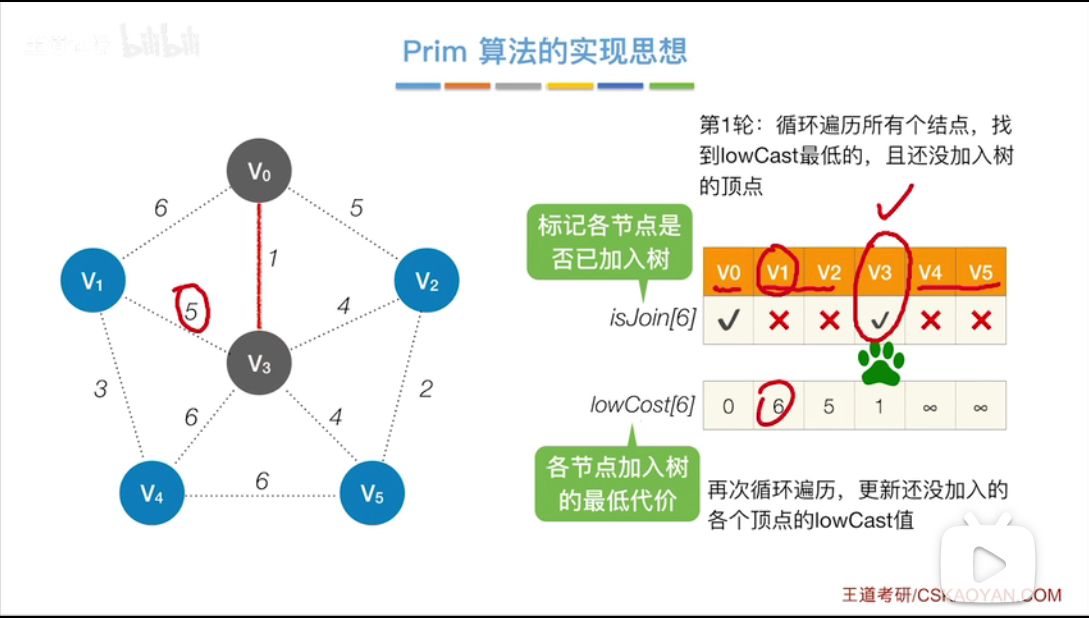 bilibili
Prim 算法的实现思想
第1轮：循环遍历所有个结点，找
到lowCast最低的，且还没加入树
的顶点
标记各节点是
否已加入树
V0 V1 V2 V3 V4 V5
isJoin[6] ✓ ✗ ✗ ✓ ✗ ✗
lowCost[6] 0 6 5 1 ∞ ∞
各节点加入树
的最低代价
再次循环遍历，更新还没加入的
各个顶点的lowCast值
V0
6 5
1
V1 V2
5 4
V3
3 6 4 2
V4 6 V5
王道考研/CSKAOYAN.COM